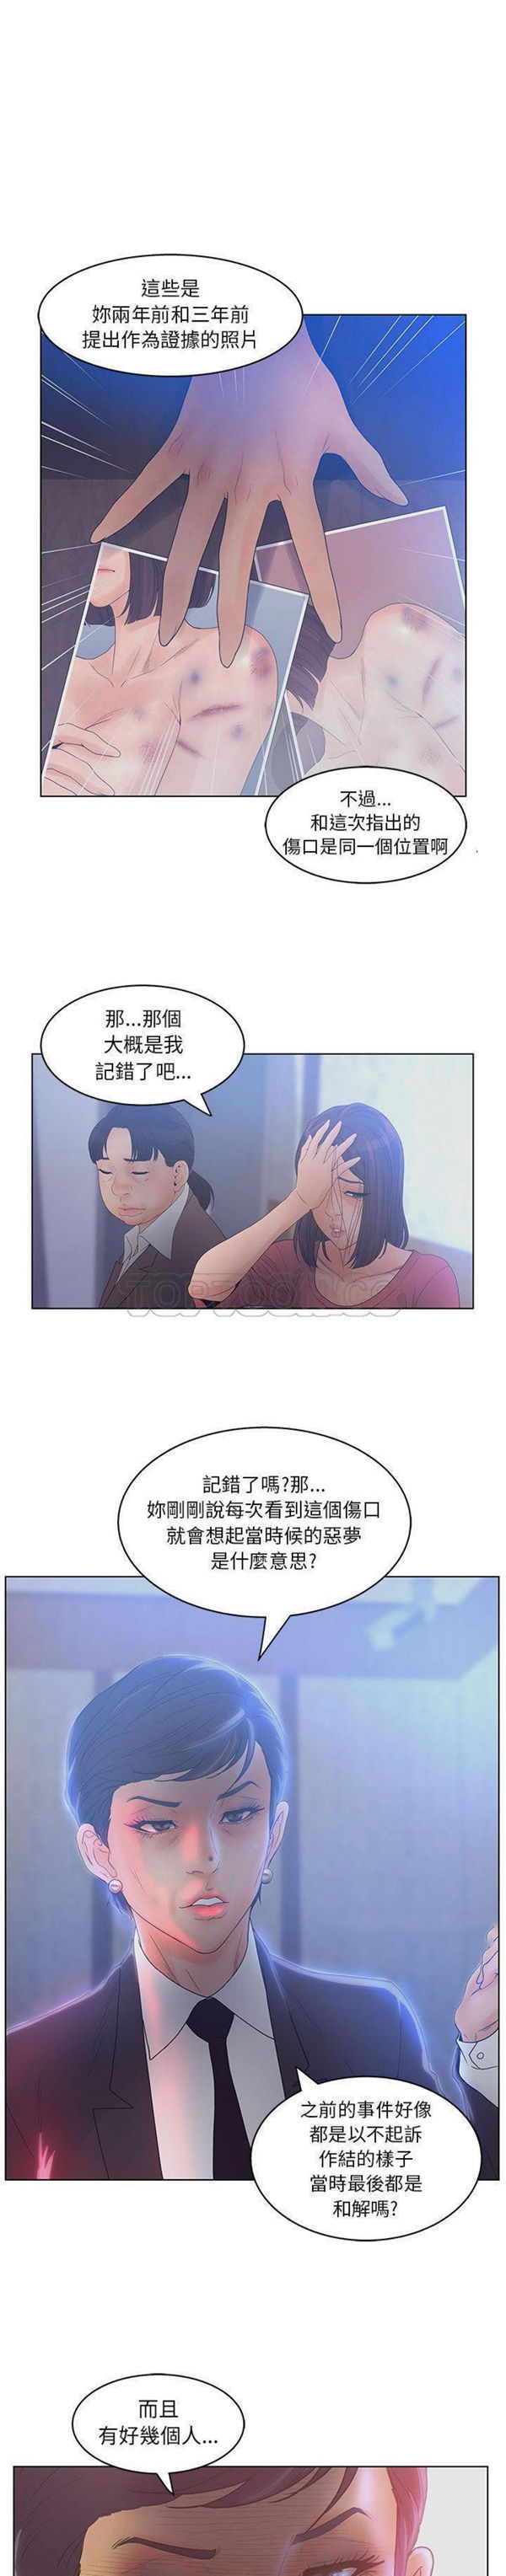 這些是
妳兩年前和三年前
提出作為證據的照片
不過...
和這次指出的
傷口是同一個位置啊
那...那個
大概是我
記錯了吧...
TOPTOONMCC
記錯了嗎?那...
妳剛剛說每次看到這個傷口
就會想起當時候的惡夢
是什麼意思?
之前的事件好像
都是以不起訴
作結的樣子
當時最後都是
和解嗎?
而且
有好幾個人...